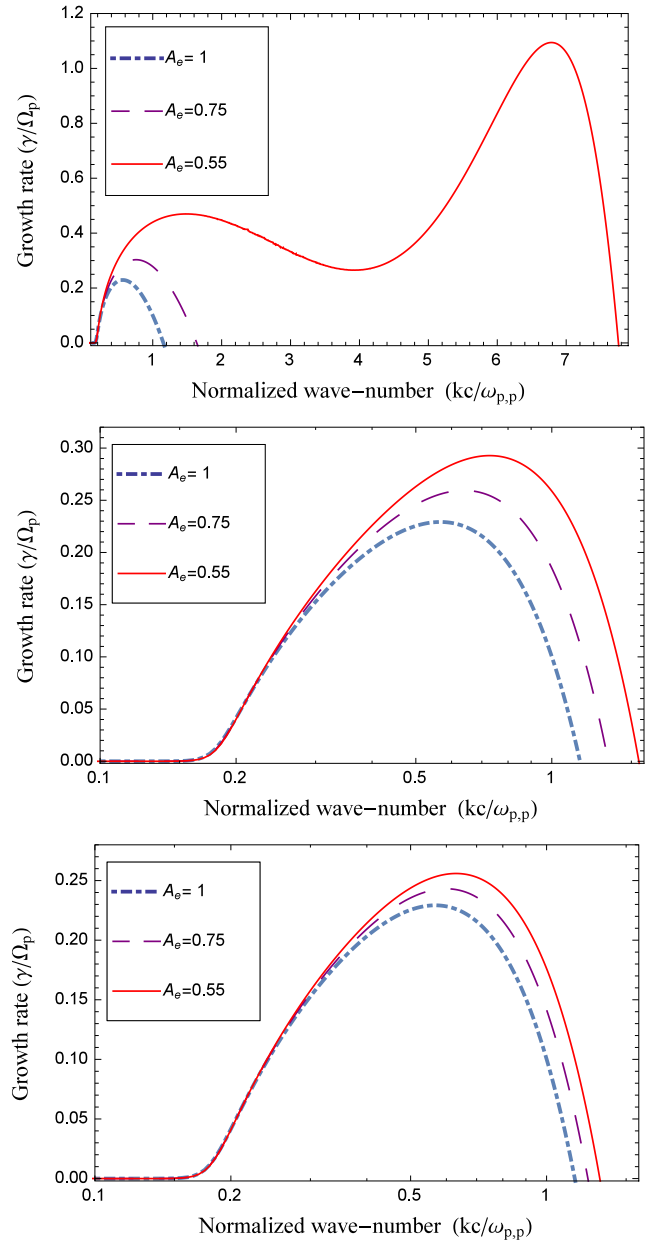 1.2
1.0
0.8
0.6
0.4
0.2
0.0
Growth rate (γ/Ωp)
Ae= 1
Ae=0.75
Ae=0.55
1 2 3 4 5 6 7
Normalized wave−number (kc/ωp,p)
0.30
0.25
0.20
0.15
0.10
0.05
0.00
Growth rate (γ/Ωp)
Ae= 1
Ae=0.75
Ae=0.55
0.1 0.2 0.5 1
Normalized wave−number (kc/ωp,p)
0.25
0.20
0.15
0.10
0.05
0.00
Growth rate (γ/Ωp)
Ae= 1
Ae=0.75
Ae=0.55
0.1 0.2 0.5 1
Normalized wave−number (kc/ωp,p)